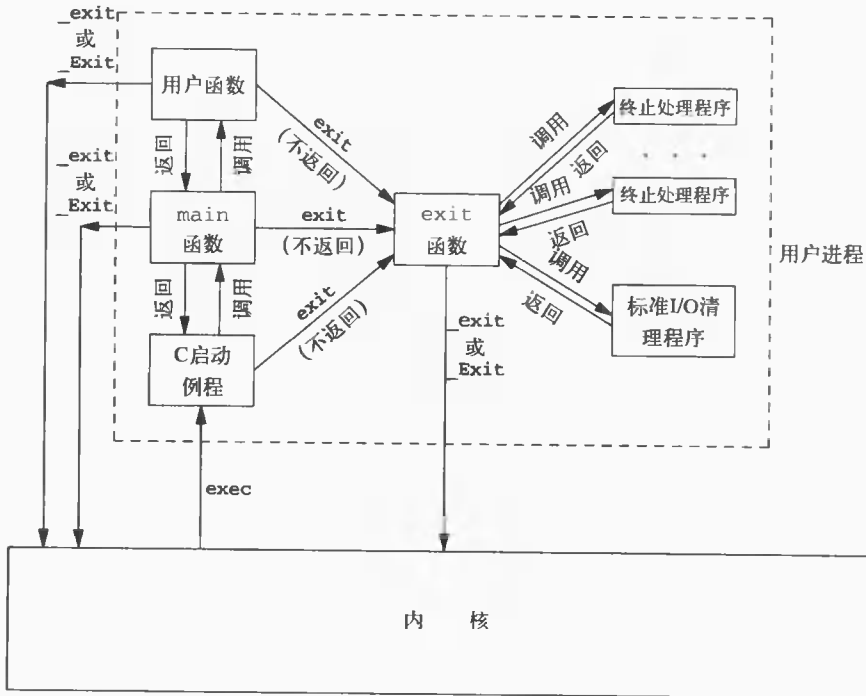 _exit
或
_Exit
用户函数
exit
(不返回)
调用
返回
终止处理程序
. . .
返回
调用
_exit
或
_Exit
main
函数
exit
(不返回)
exit
函数
调用
返回
终止处理程序
用户进程
返回
调用
exit
(不返回)
调用
返回
标准I/O清
理程序
C启动
例程
_exit
或
_Exit
exec
内 核